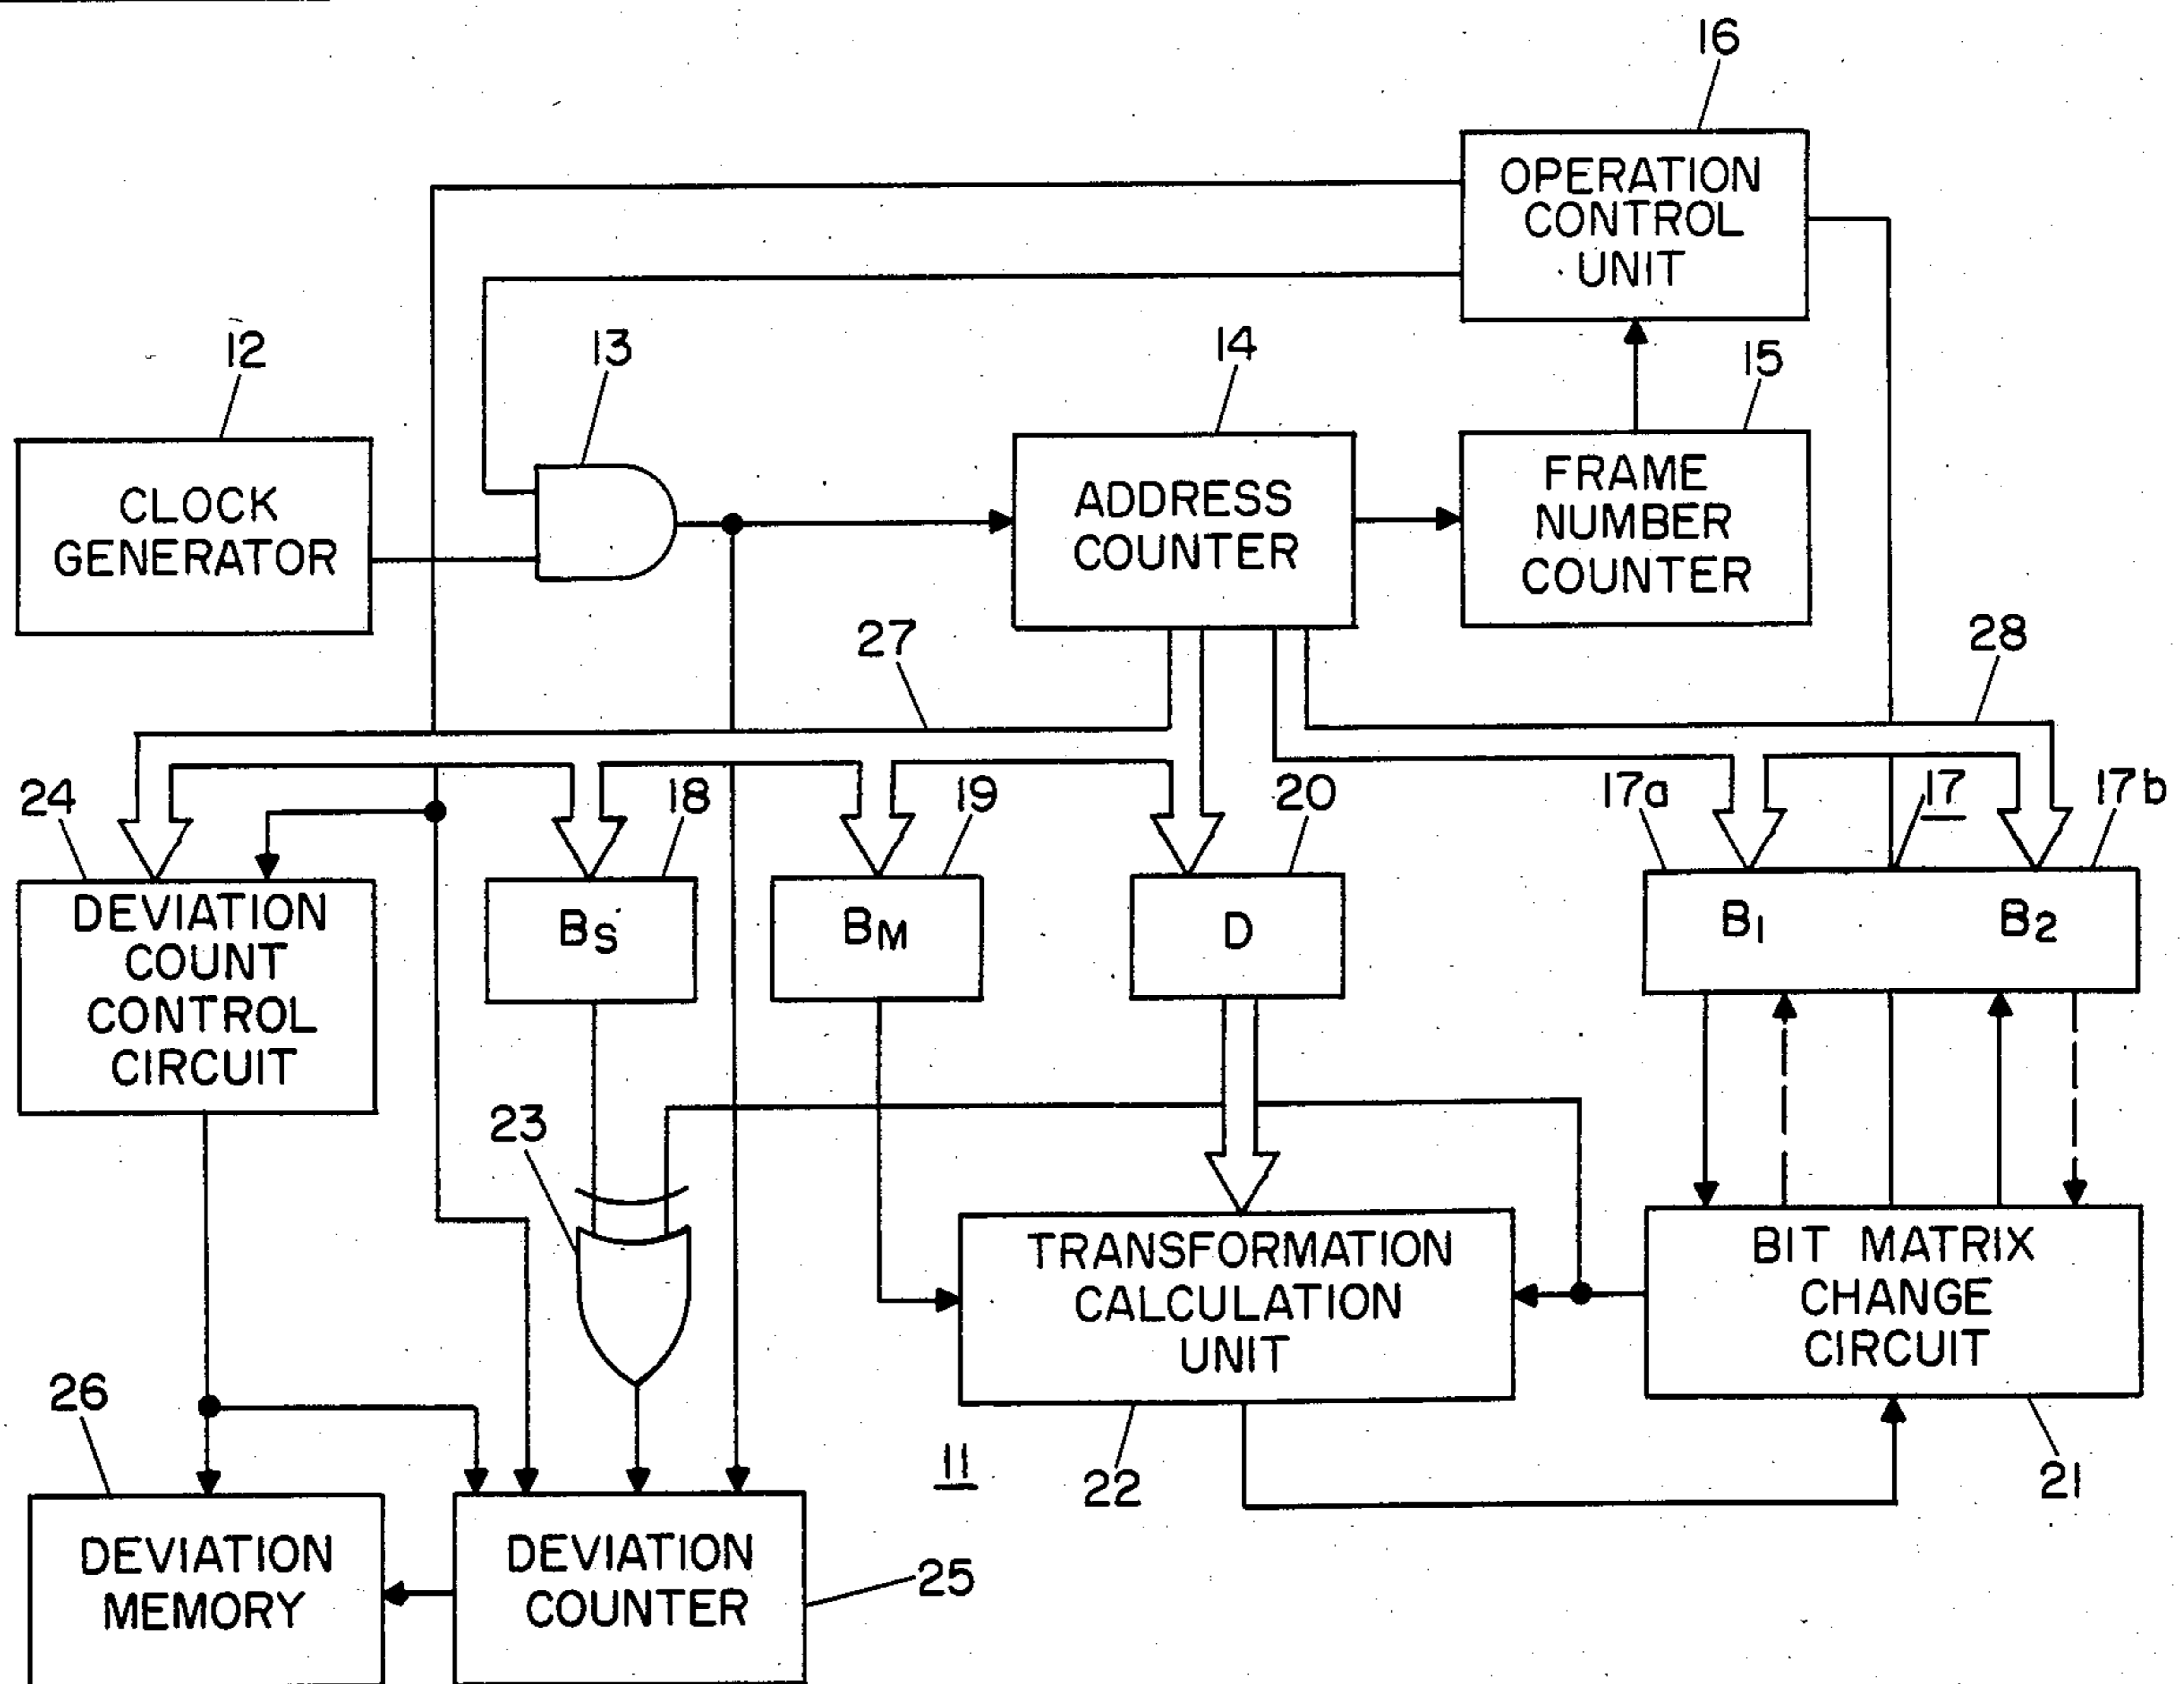 16
OPERATION
CONTROL
UNIT
12
13
14
15
CLOCK
GENERATOR
ADDRESS
COUNTER
FRAME
NUMBER
COUNTER
27
28
24
18
19
20
17a
17
17b
DEVIATION
COUNT
CONTROL
CIRCUIT
BS
BM
D
B1
B2
23
TRANSFORMATION
CALCULATION
UNIT
BIT MATRIX
CHANGE
CIRCUIT
26
11
22
21
DEVIATION
MEMORY
DEVIATION
COUNTER
25